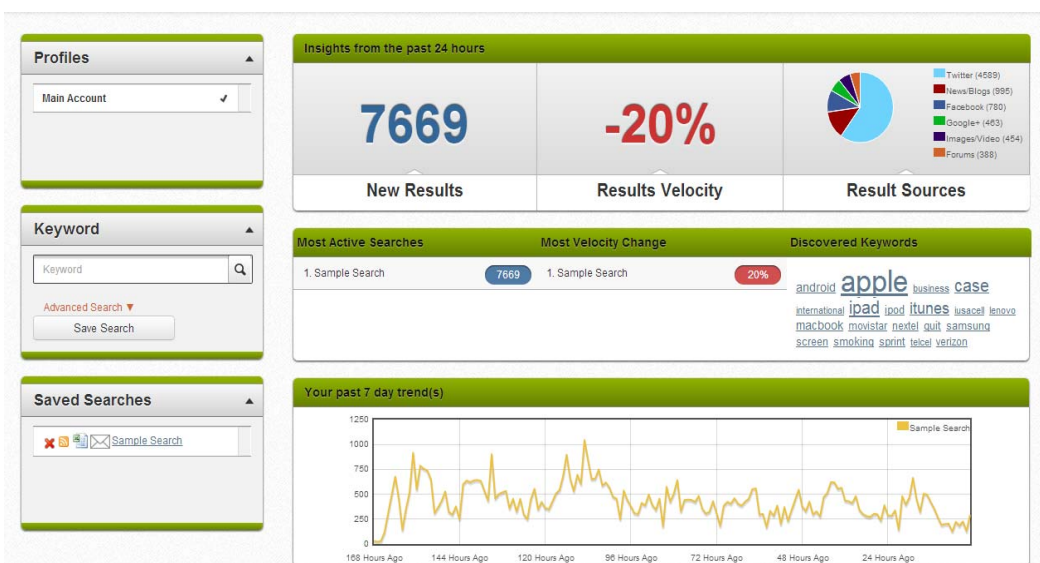 Profiles
Main Account
Keyword
Keyword
Advanced Search ▼
Save Search
Saved Searches
Sample Search
Insights from the past 24 hours
7669
New Results
-20%
Results Velocity
Twitter (4589)
News/Blogs (995)
Facebook (780)
Google+ (463)
Images/Video (454)
Forums (388)
Result Sources
Most Active Searches
1. Sample Search 7669
Most Velocity Change
1. Sample Search 20%
Discovered Keywords
android apple business case
international ipad ipod itunes iusacell lenovo
macbook movistar nextel quit samsung
screen smoking sprint telcel verizon
Your past 7 day trend(s)
Sample Search
1250
1000
750
500
250
0
168 Hours Ago 144 Hours Ago 120 Hours Ago 96 Hours Ago 72 Hours Ago 48 Hours Ago 24 Hours Ago